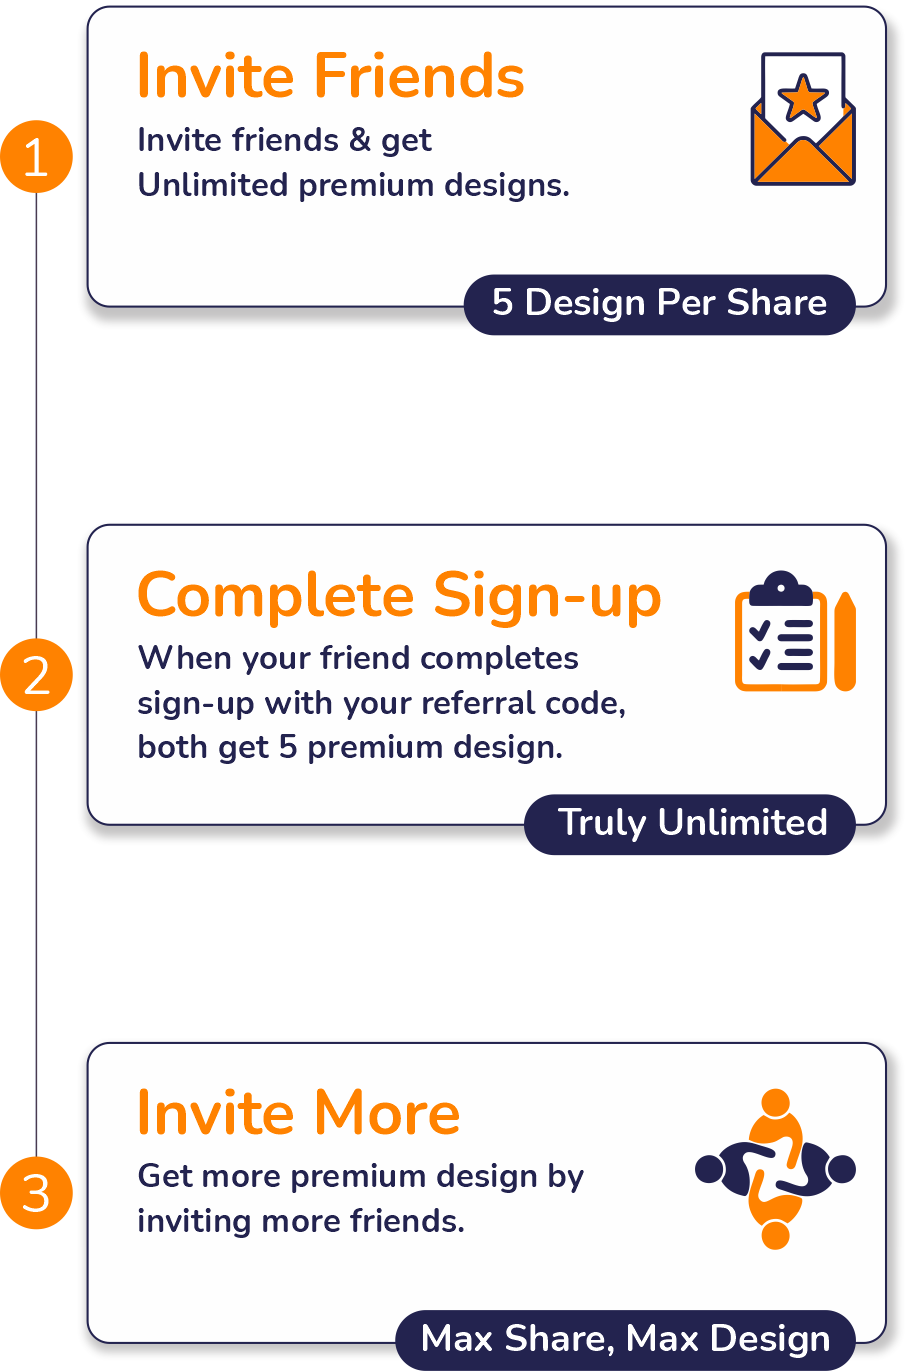 1
Invite Friends
Invite friends & get
Unlimited premium designs.
5 Design Per Share
2
Complete Sign-up
When your friend completes
sign-up with your referral code,
both get 5 premium design.
Truly Unlimited
3
Invite More
Get more premium design by
inviting more friends.
Max Share, Max Design